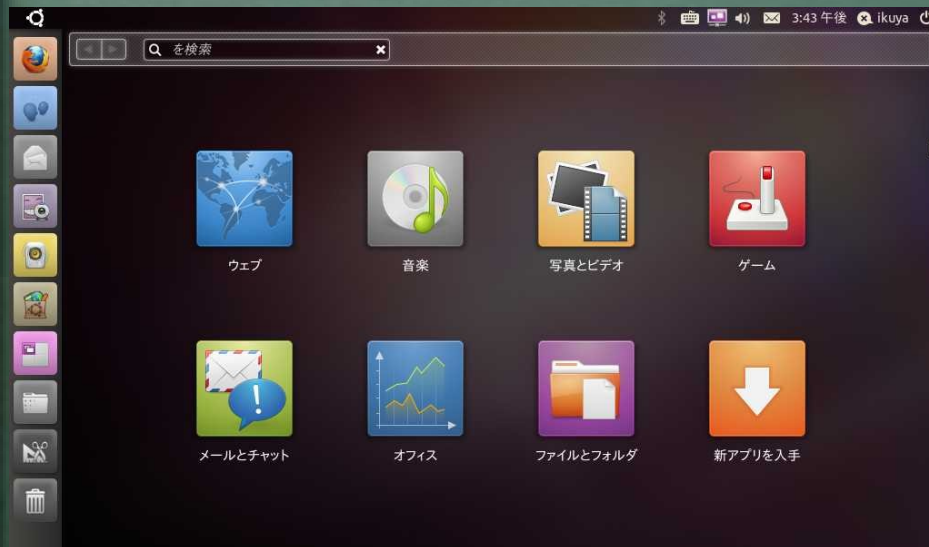 3:43 午後 ikuya
を検索
ウェブ 音楽 写真とビデオ ゲーム
メールとチャット オフィス ファイルとフォルダ 新アプリを入手